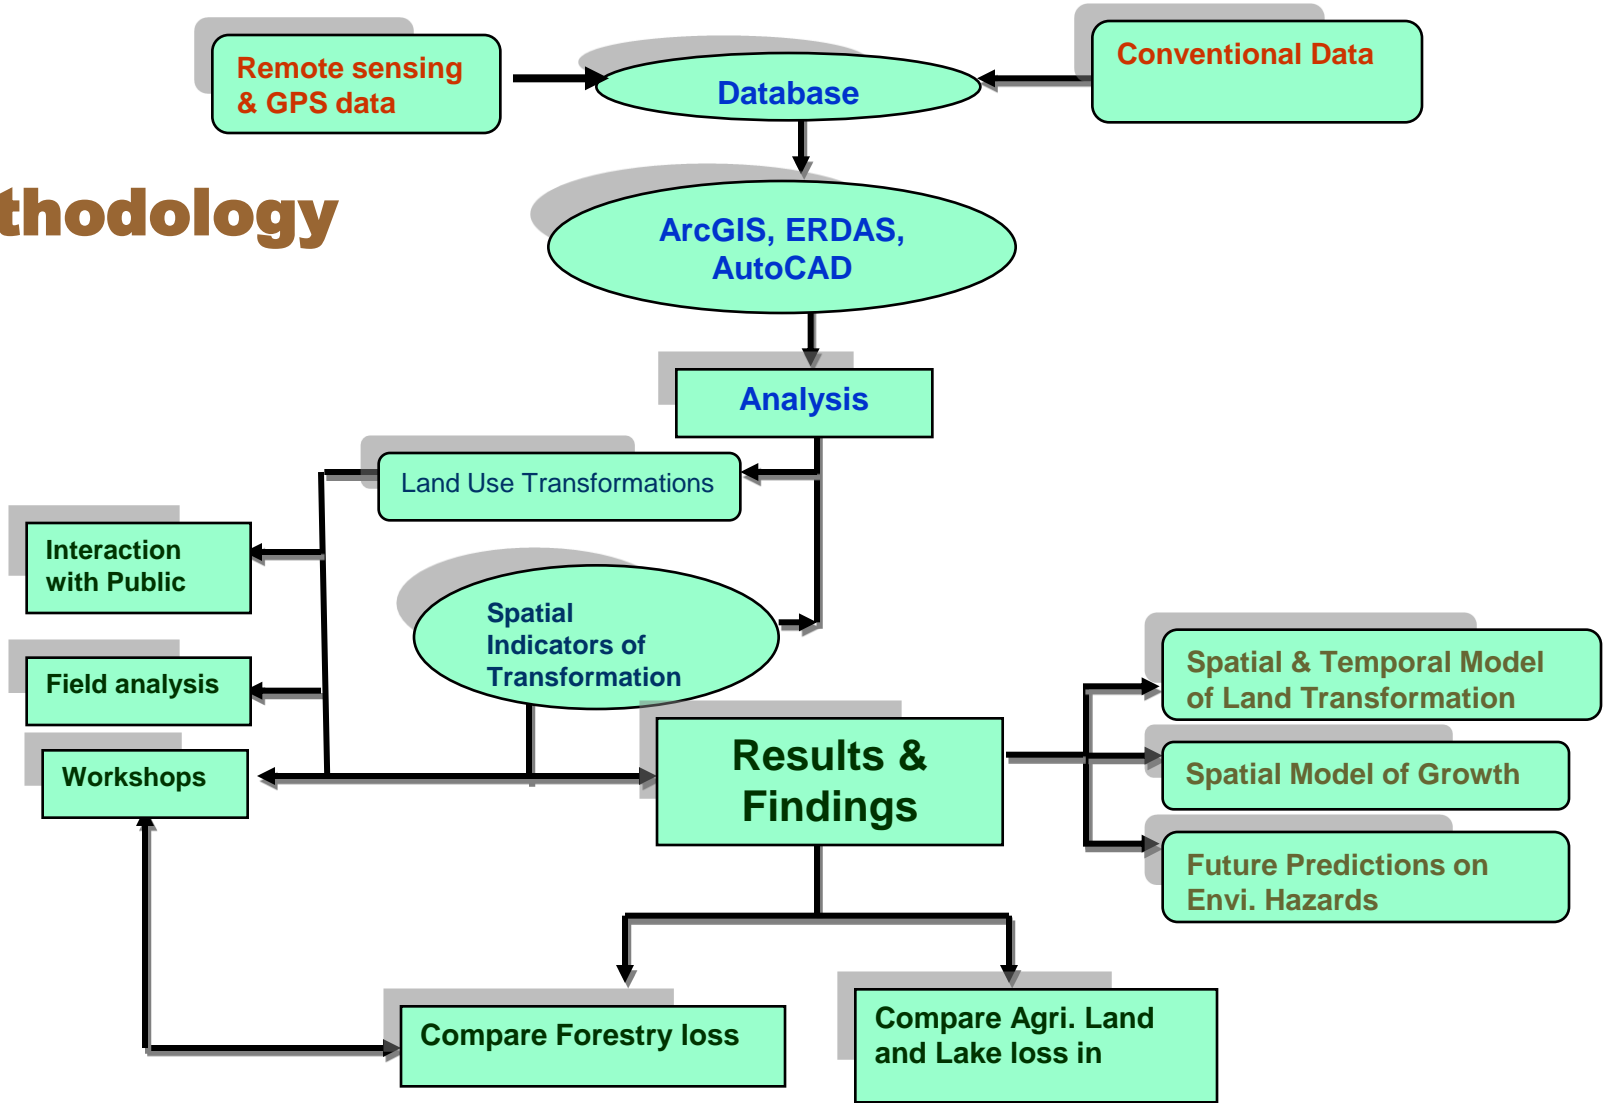 Remote sensing
& GPS data
Database
Conventional Data
thodology
ArcGIS, ERDAS,
AutoCAD
Analysis
Land Use Transformations
Interaction
with Public
Spatial
Indicators of
Transformation
Field analysis
Workshops
Results &
Findings
Spatial & Temporal Model
of Land Transformation
Spatial Model of Growth
Future Predictions on
Envi. Hazards
Compare Forestry loss
Compare Agri. Land
and Lake loss in